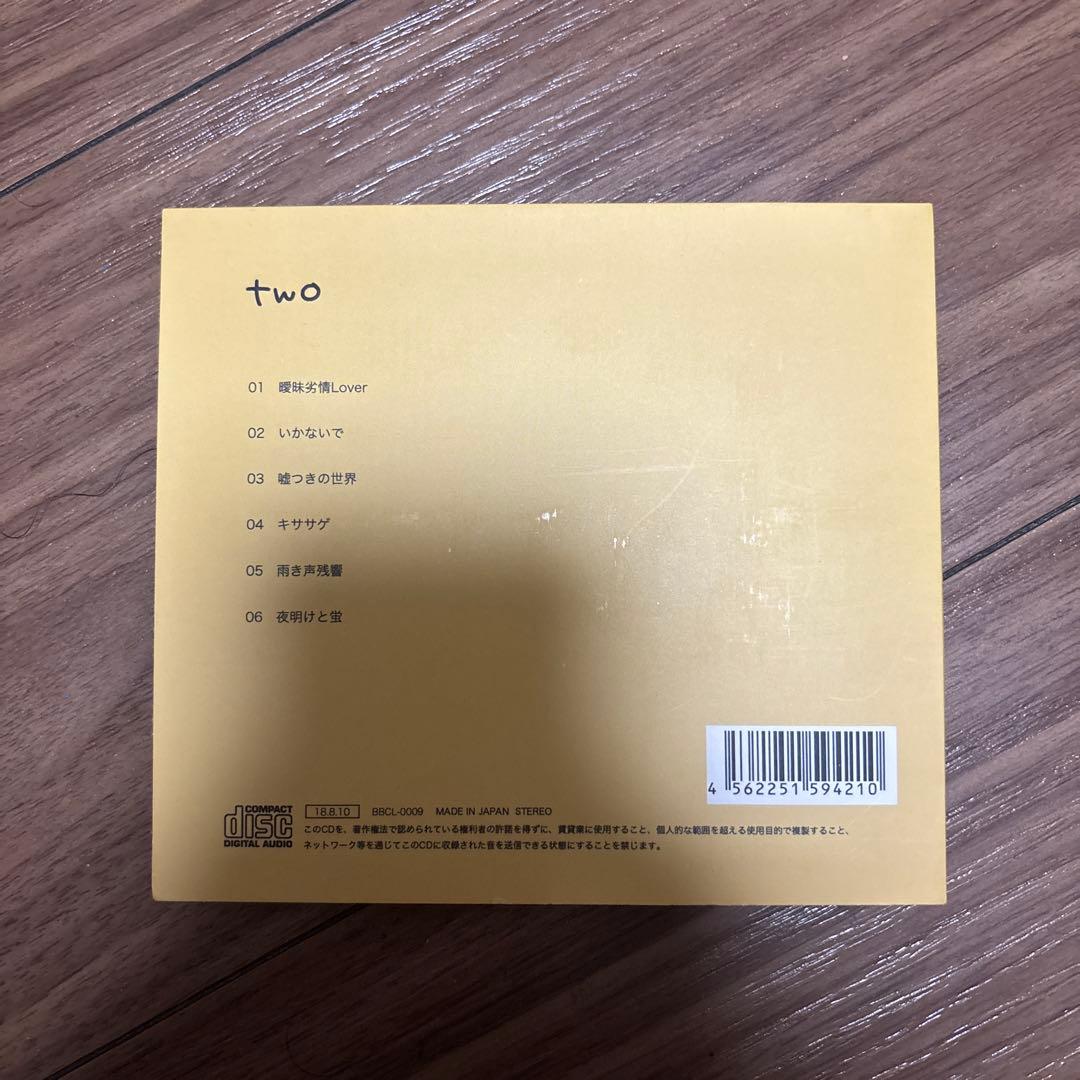 two
01 曖昧劣情Lover
02 いかないで
03 嘘つきの世界
04 キササゲ
05 雨き声残響
06 夜明けと蛍
4 562251 594210
COMPACT
disc
DIGITAL AUDIO
18.8.10 BBCL-0009 MADE IN JAPAN STEREO
このCDを、著作権法で認められている権利者の許諾を得ずに、賃貸業に使用すること、個人的な範囲を超える使用目的で複製すること、
ネットワーク等を通じてこのCDに収録された音を送信できる状態にすることを禁じます。